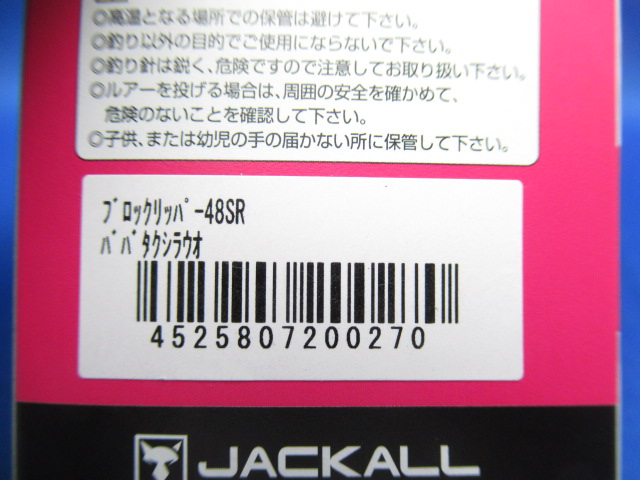 ◎高温となる場所での保管は避けて下さい。
◎釣り以外の目的でご使用にならないで下さい。
◎釣り針は鋭く、危険ですので注意してお取り扱い下さい。
◎ルアーを投げる場合は、周囲の安全を確かめて、
危険のないことを確認して下さい。
◎子供、または幼児の手の届かない所に保管して下さい。
ﾌﾞﾛｯｸﾘｯﾊﾟｰ48SR
ﾊﾞﾊﾞﾀｸｼﾗｳｵ
4525807200270
JACKALL